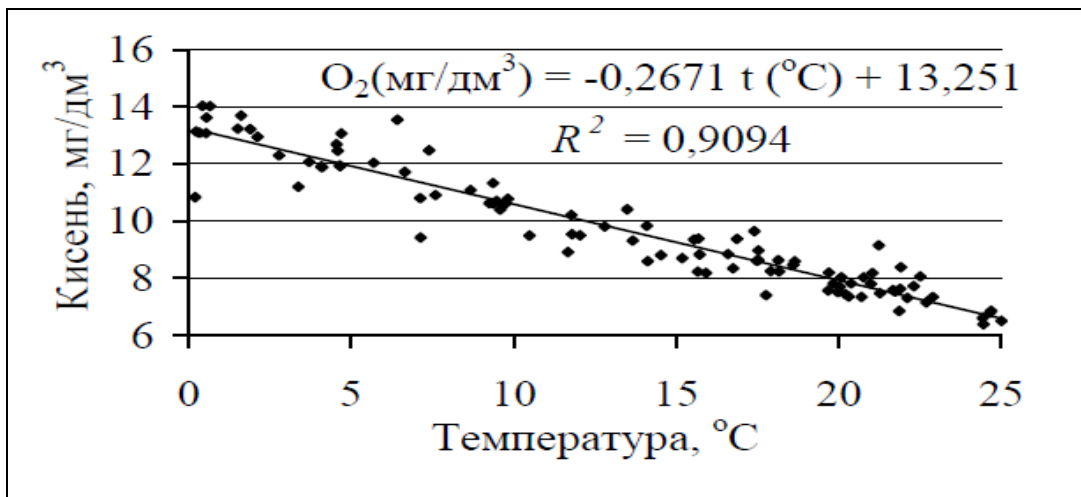 16
14
12
10
8
6
Кисень, мг/дм³
O₂(мг/дм³) = -0,2671 t (°C) + 13,251
R² = 0,9094
0 5 10 15 20 25
Температура, °C